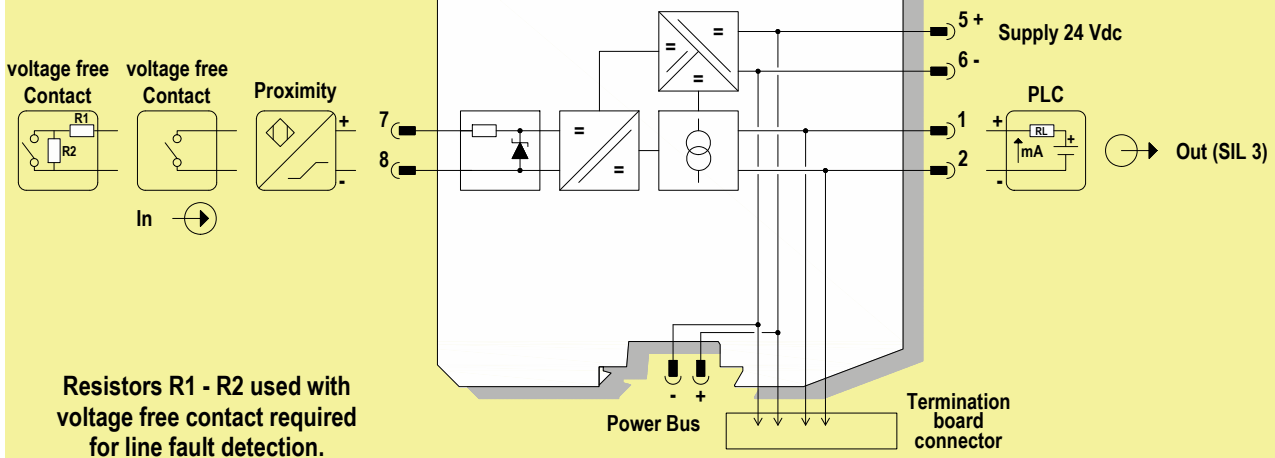 5 +
Supply 24 Vdc
=
=
=
6 -
voltage free
Contact
voltage free
Contact
Proximity
PLC
R1
R2
+
-
7
8
=
=
1
2
+
-
RL
mA
+
Out (SIL 3)
In
Resistors R1 - R2 used with
voltage free contact required
for line fault detection.
- +
Power Bus
Termination
board
connector